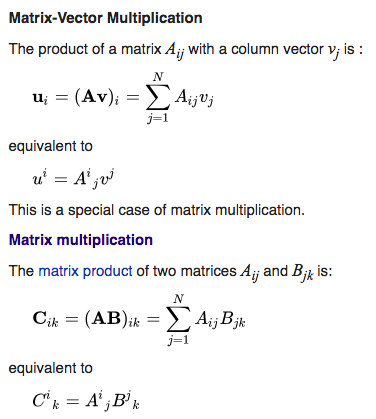 Matrix-Vector Multiplication
The product of a matrix A_{ij} with a column vector v_j is :
\mathbf{u}_i = (\mathbf{A}\mathbf{v})_i = \sum_{j=1}^{N} A_{ij} v_j
equivalent to
u^i = A^i{}_j v^j
This is a special case of matrix multiplication.
Matrix multiplication
The matrix product of two matrices A_{ij} and B_{jk} is:
\mathbf{C}_{ik} = (\mathbf{A}\mathbf{B})_{ik} = \sum_{j=1}^{N} A_{ij} B_{jk}
equivalent to
C^i{}_k = A^i{}_j B^j{}_k